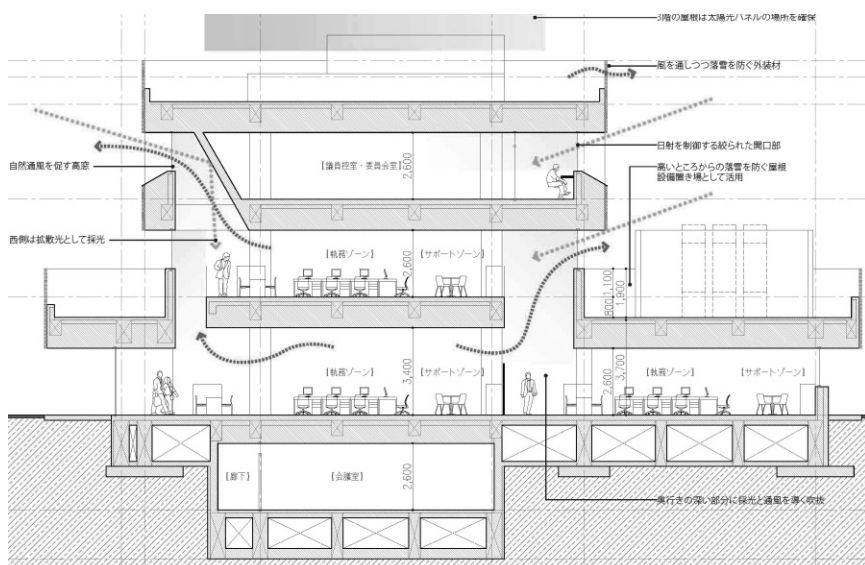 3階の屋根は太陽光パネルの場所を確保
風を通しつつ落雪を防ぐ外装材
日射を制御する絞られた開口部
自然通風を促す高窓
【議員控室・委員会室】
2,600
高いところからの落雪を防ぐ屋根
設備置き場として活用
西側は拡散光として採光
【執務ゾーン】
2,600
【サポートゾーン】
1,100
800
1,900
【執務ゾーン】
3,400
【サポートゾーン】
2,600
3,700
【執務ゾーン】
【サポートゾーン】
【廊下】
【会議室】
2,600
奥行きの深い部分に採光と通風を導く吹抜